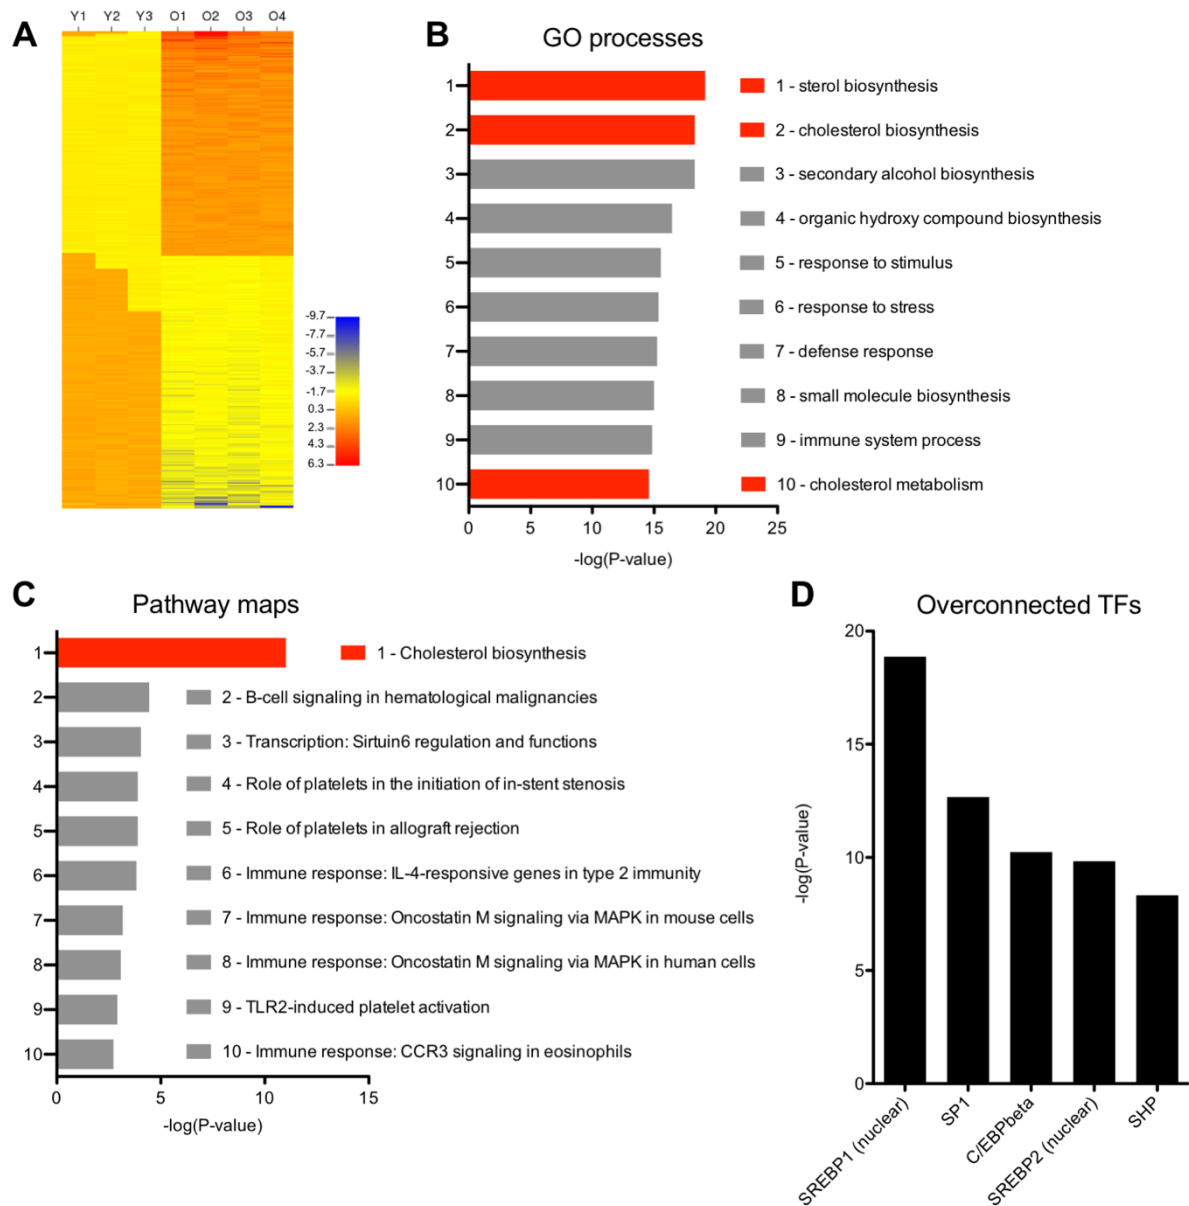 A
Y1 Y2 Y3 O1 O2 O3 O4
-9.7
-7.7
-5.7
-3.7
-1.7
0.3
2.3
4.3
6.3
B
GO processes
1
2
3
4
5
6
7
8
9
10
0 5 10 15 20 25
-log(P-value)
1 - sterol biosynthesis
2 - cholesterol biosynthesis
3 - secondary alcohol biosynthesis
4 - organic hydroxy compound biosynthesis
5 - response to stimulus
6 - response to stress
7 - defense response
8 - small molecule biosynthesis
9 - immune system process
10 - cholesterol metabolism
C
Pathway maps
1
2
3
4
5
6
7
8
9
10
0 5 10 15
-log(P-value)
1 - Cholesterol biosynthesis
2 - B-cell signaling in hematological malignancies
3 - Transcription: Sirtuin6 regulation and functions
4 - Role of platelets in the initiation of in-stent stenosis
5 - Role of platelets in allograft rejection
6 - Immune response: IL-4-responsive genes in type 2 immunity
7 - Immune response: Oncostatin M signaling via MAPK in mouse cells
8 - Immune response: Oncostatin M signaling via MAPK in human cells
9 - TLR2-induced platelet activation
10 - Immune response: CCR3 signaling in eosinophils
D
Overconnected TFs
20
15
10
5
0
-log(P-value)
SREBP1 (nuclear)
SP1
C/EBPbeta
SREBP2 (nuclear)
SHP